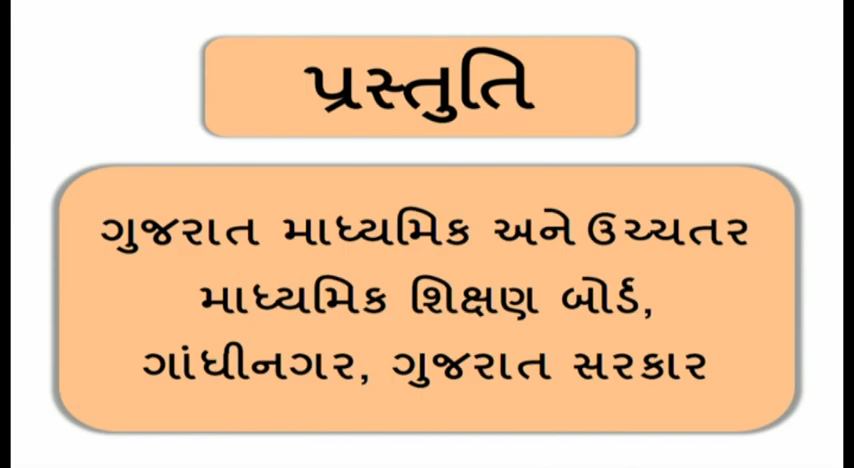 પ્રસ્તુતિ
ગુજરાત માધ્યમિક અને ઉચ્ચતર
માધ્યમિક શિક્ષણ બોર્ડ,
ગાંધીનગર, ગુજરાત સરકાર